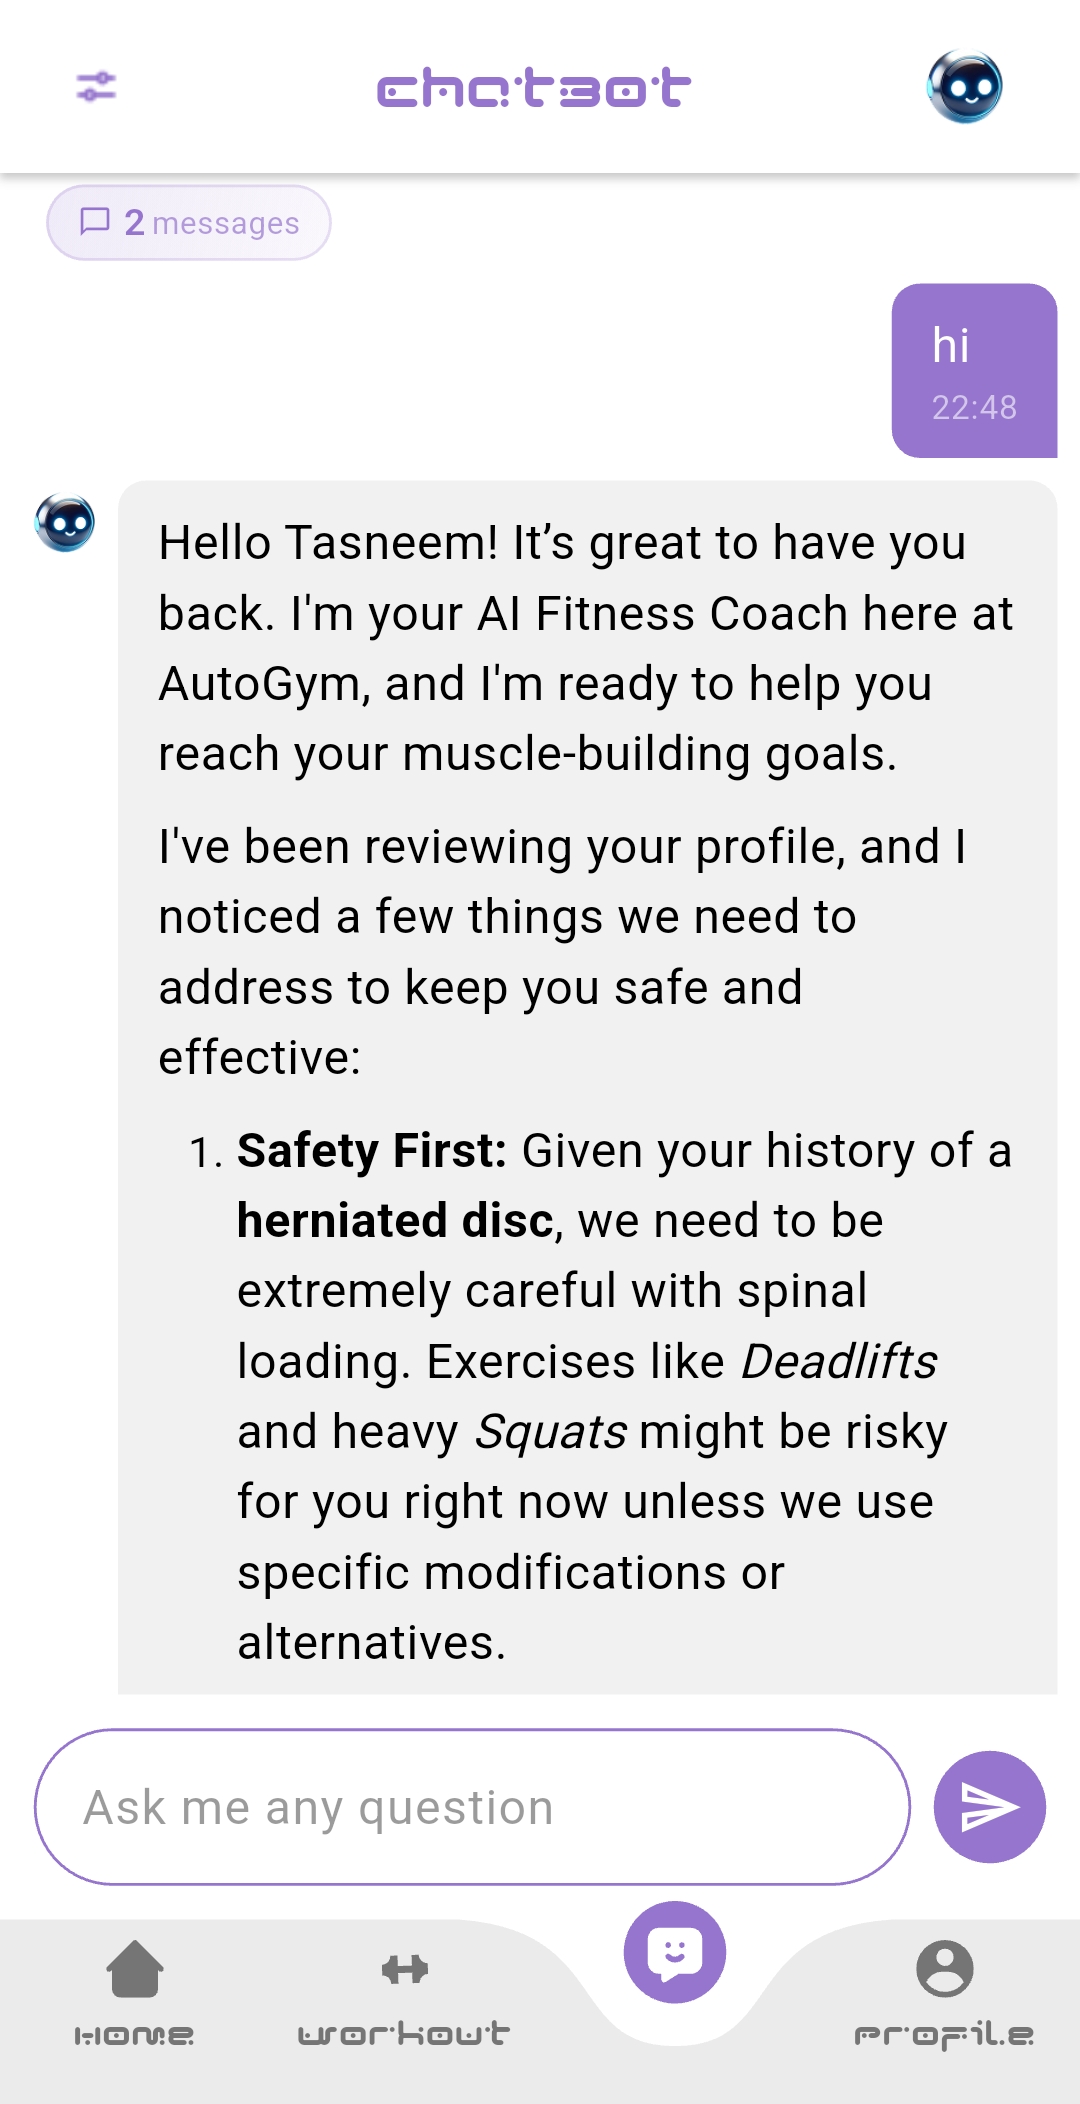 chatBot
2 messages
hi
22:48
Hello Tasneem! It’s great to have you
back. I'm your AI Fitness Coach here at
AutoGym, and I'm ready to help you
reach your muscle-building goals.
I've been reviewing your profile, and I
noticed a few things we need to
address to keep you safe and
effective:
1. Safety First: Given your history of a
herniated disc, we need to be
extremely careful with spinal
loading. Exercises like Deadlifts
and heavy Squats might be risky
for you right now unless we use
specific modifications or
alternatives.
Ask me any question
Home
Workout
Profile